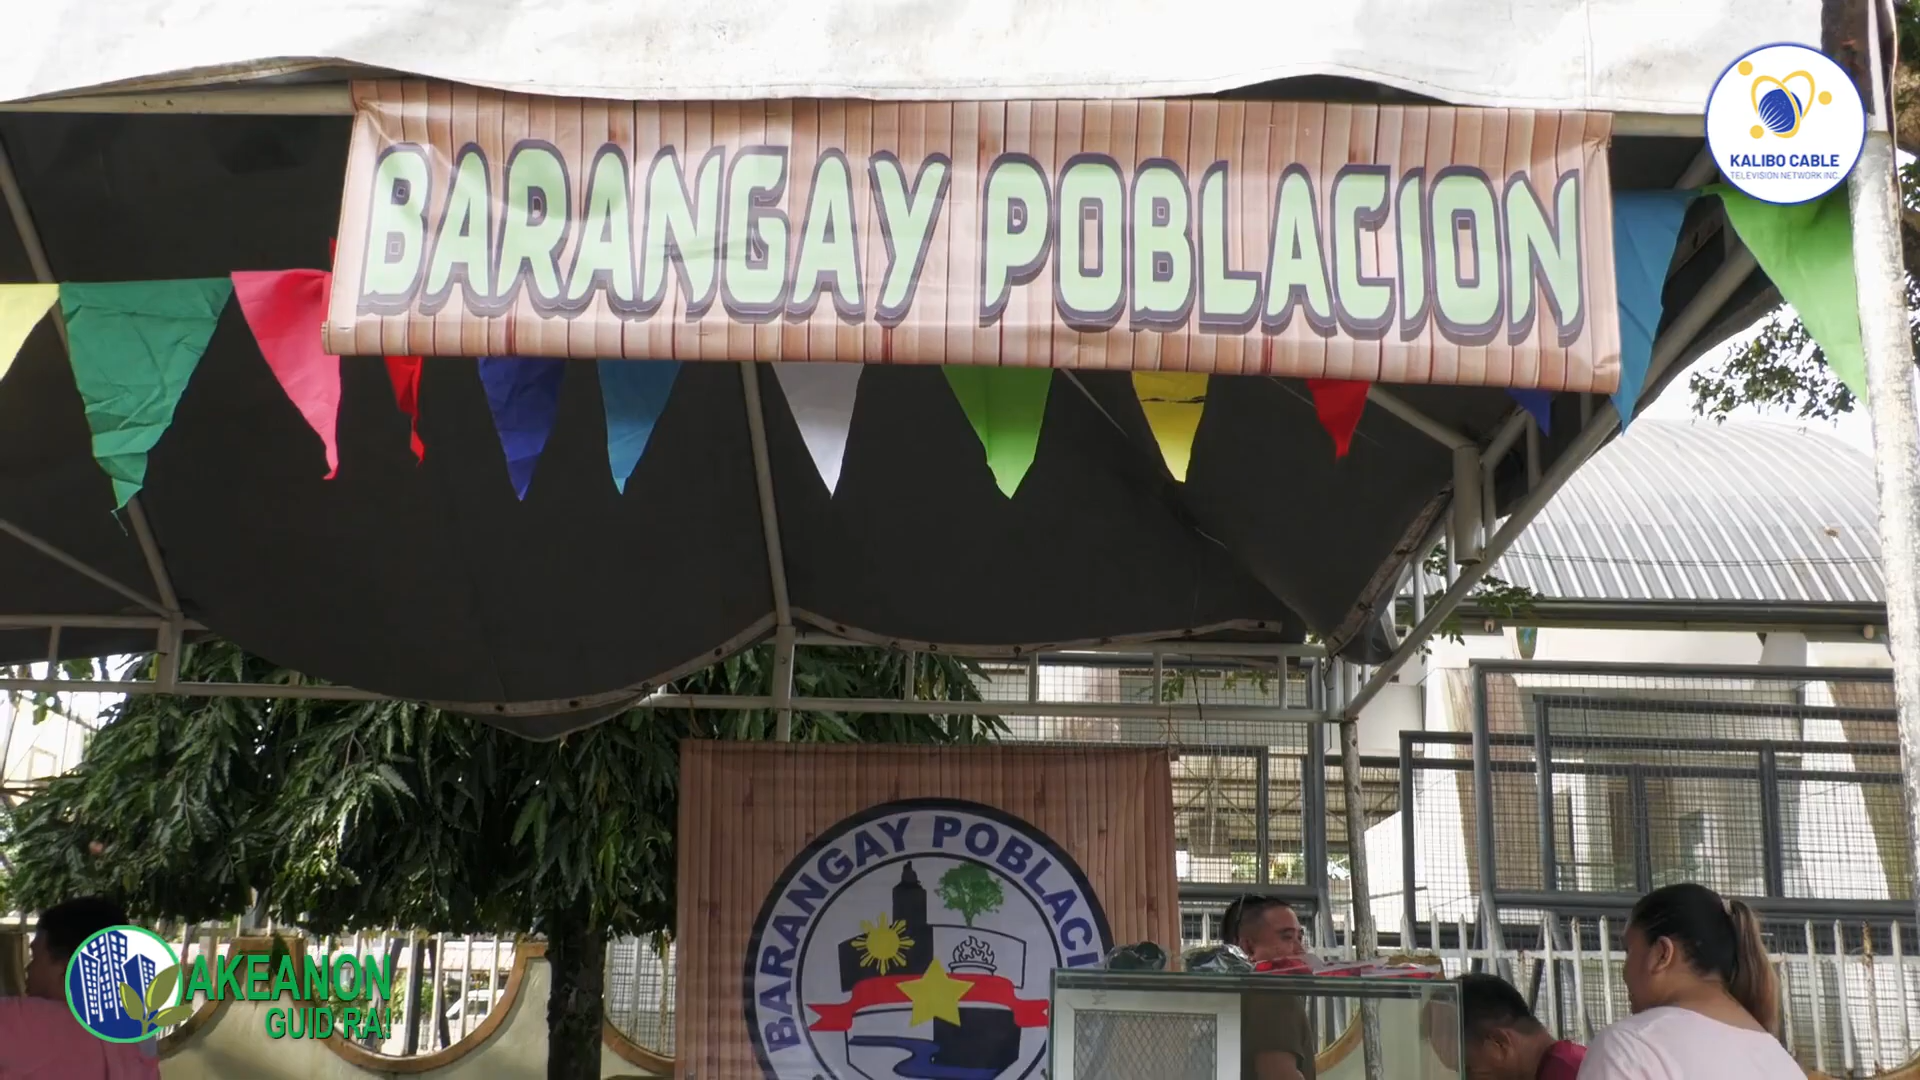 BARANGAY POBLACION
KALIBO CABLE
TELEVISION NETWORK INC.
BARANGAY POBLACI
AKEANON
GUID RA!